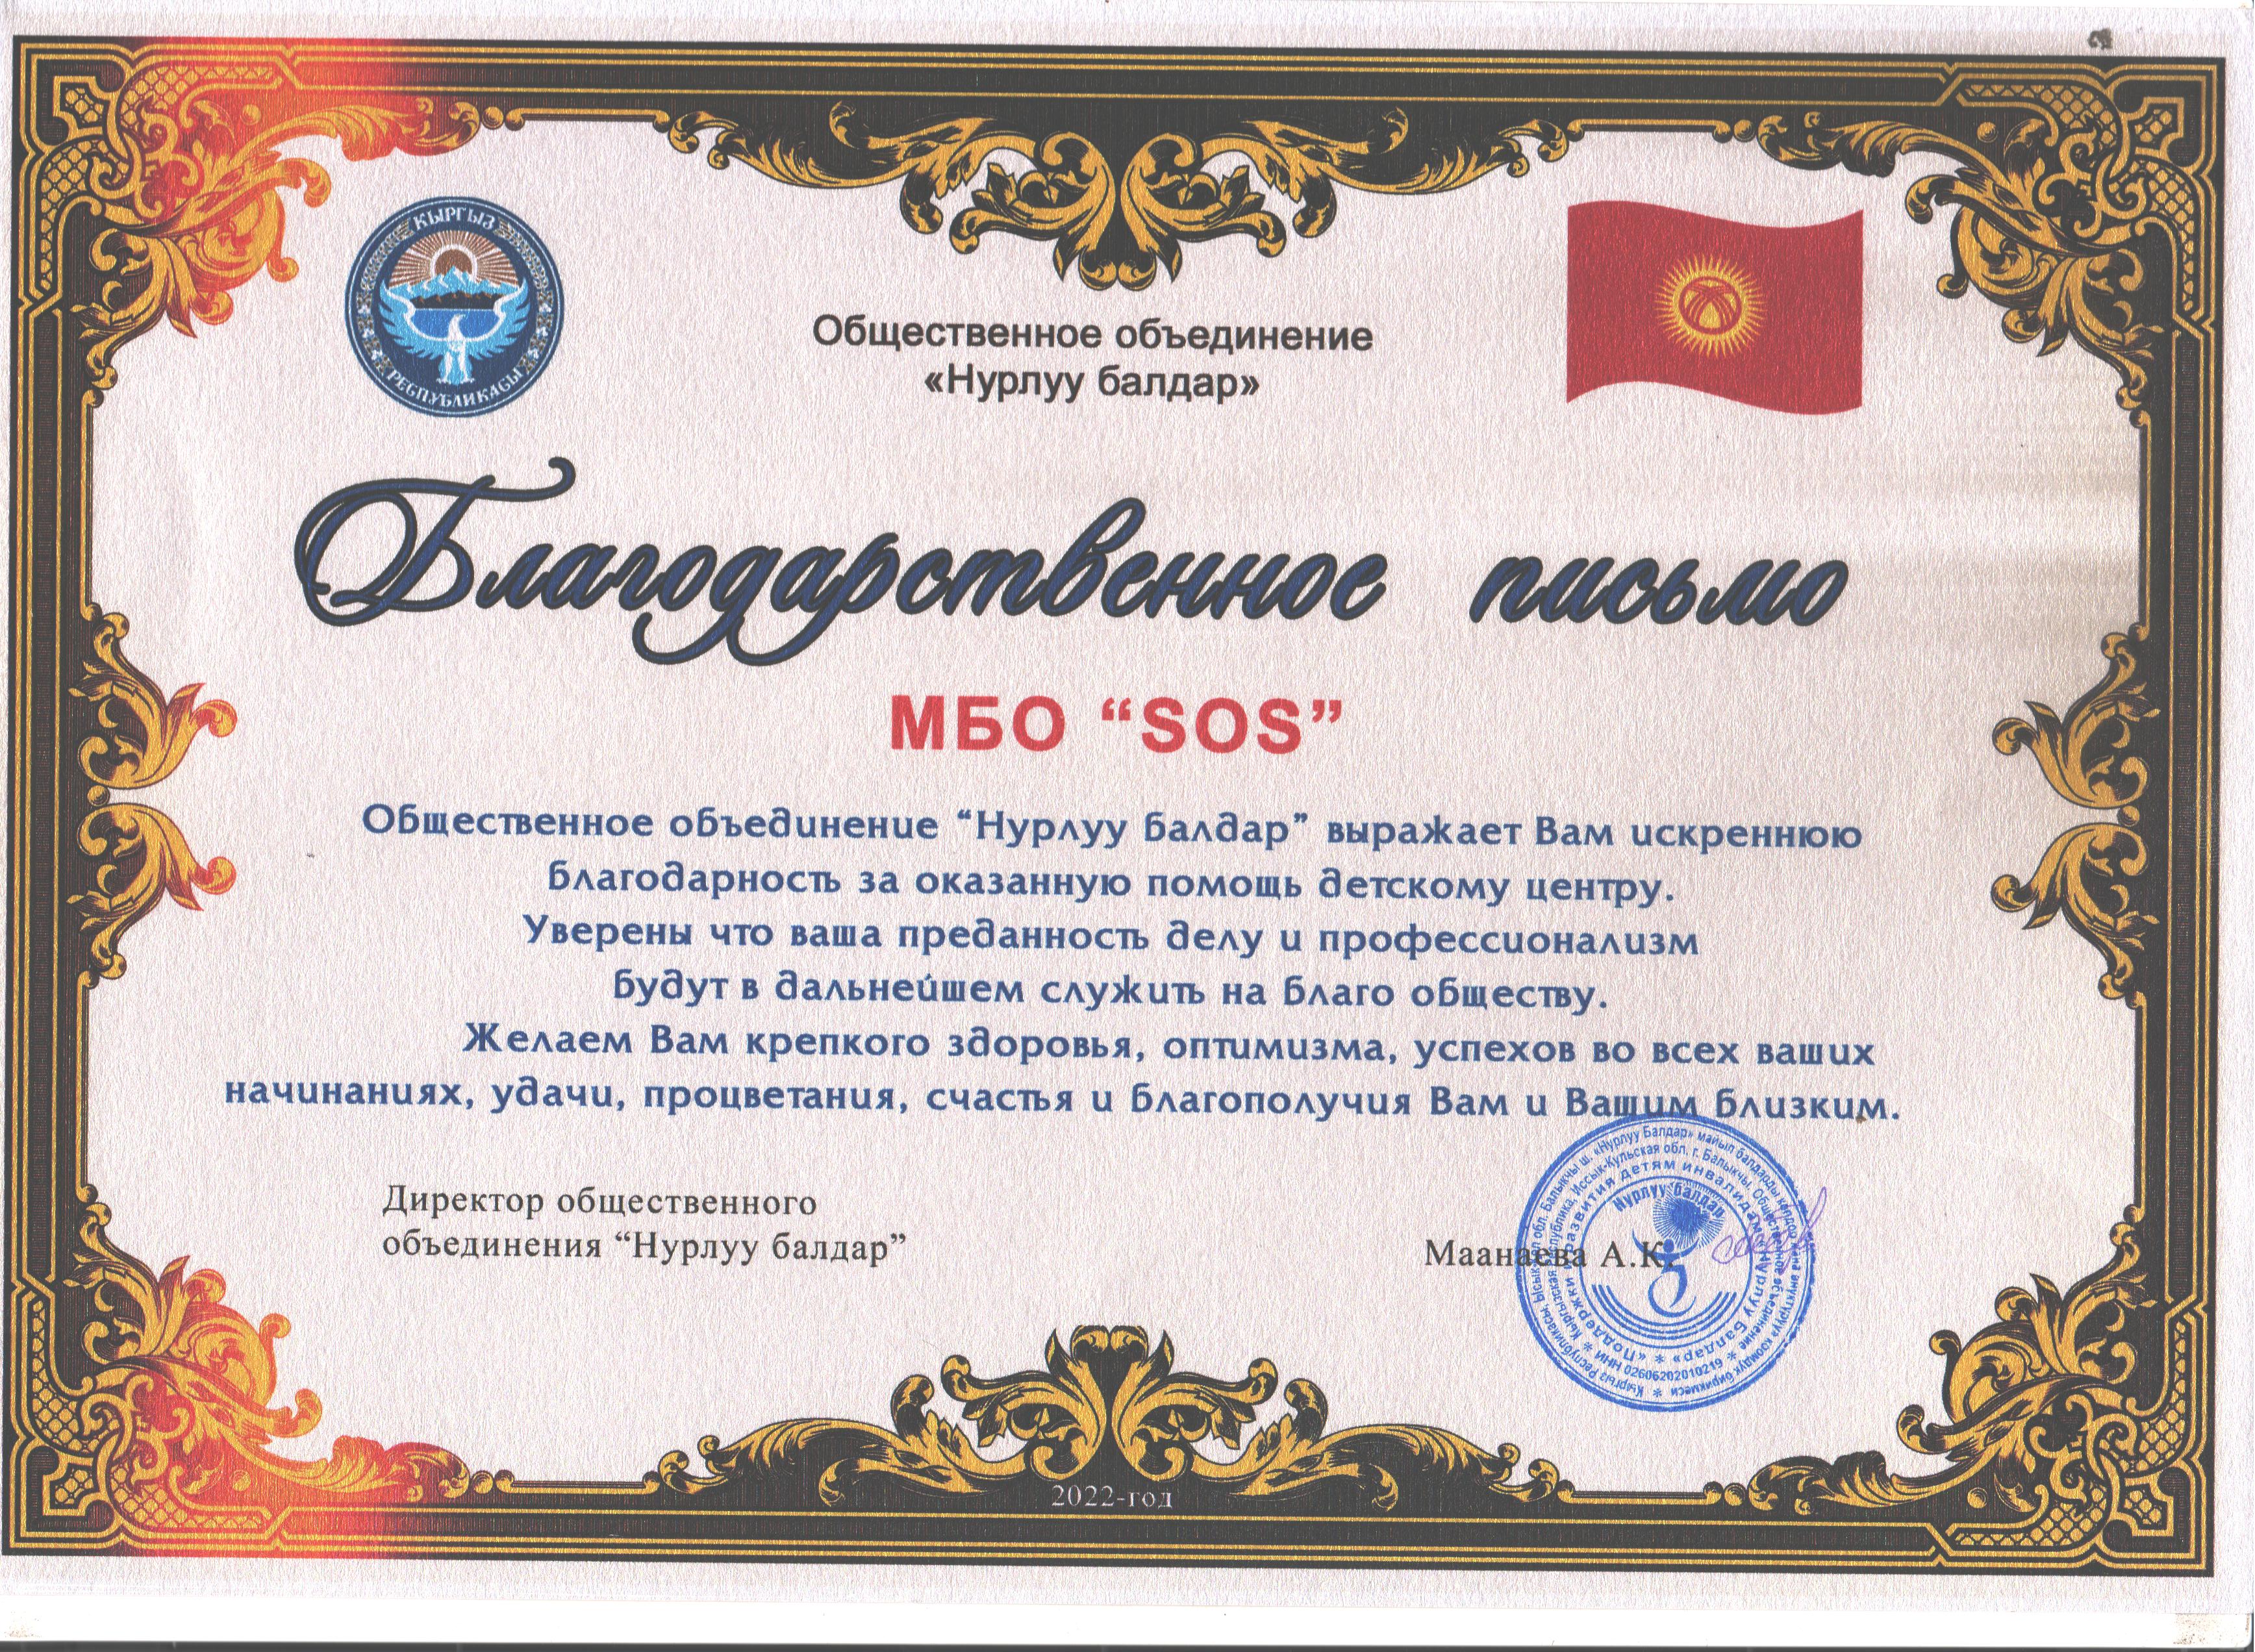 КЫРГЫЗ
РЕСПУБЛИКАСЫ
Общественное объединение
«Нурлуу балдар»
Благодарственное письмо
МБО “SOS”
Общественное объединение “Нурлуу балдар” выражает Вам искреннюю
благодарность за оказанную помощь детскому центру.
Уверены что ваша преданность делу и профессионализм
будут в дальнейшем служить на благо обществу.
Желаем Вам крепкого здоровья, оптимизма, успехов во всех ваших
начинаниях, удачи, процветания, счастья и благополучия Вам и Вашим близким.
Директор общественного
объединения “Нурлуу балдар”
Маанаева А.К.
Кыргыз Республикасы, Ысык-Көл обл. Балыкчы ш. «Нурлуу Балдар» майып балдарды колдоо жана өнүктүрүү коомдук бирикмеси
Кыргызская Республика, Иссык-Кульская обл. г. Балыкчы. Общественное объединение
«Поддержки и развития детям инвалидам «Нурлуу Балдар»
ИНН 02606202010219
Нурлуу балдар
2022-год